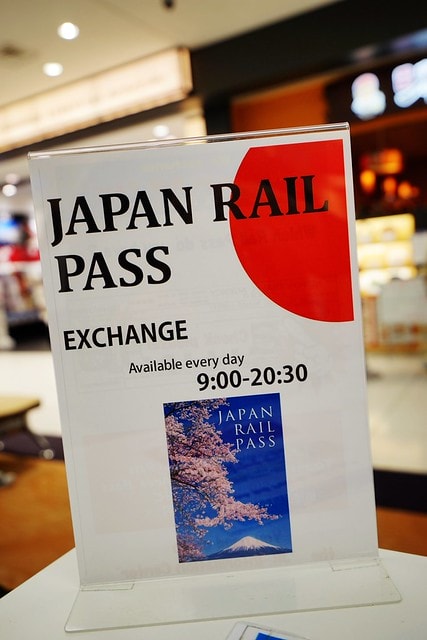 JAPAN RAIL
PASS
EXCHANGE
Available every day
9:00-20:30
JAPAN
RAIL
PASS